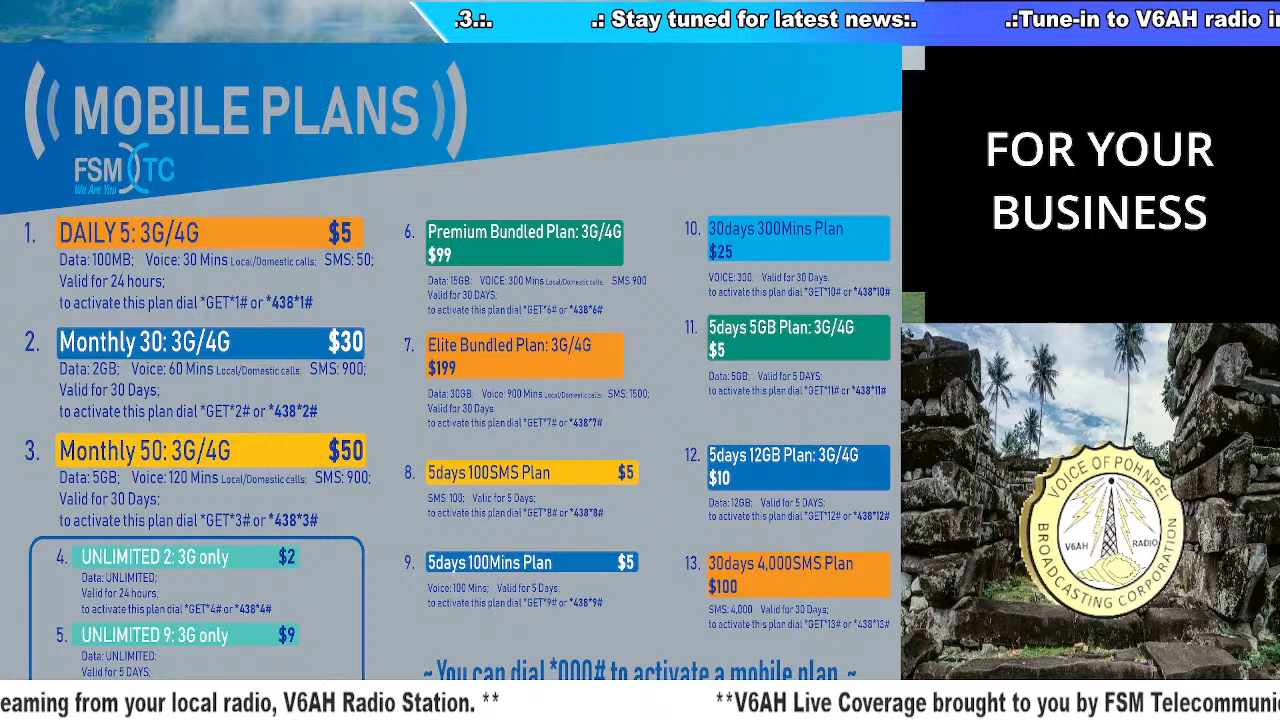 .3.:.
.: Stay tuned for latest news:.
.:Tune-in to V6AH radio in
MOBILE PLANS
FSM TC
We Are You
1. DAILY 5: 3G/4G $5
Data: 100MB; Voice: 30 Mins Local/Domestic calls; SMS: 50;
Valid for 24 hours;
to activate this plan dial *GET*1# or *438*1#
2. Monthly 30: 3G/4G $30
Data: 2GB; Voice: 60 Mins Local/Domestic calls; SMS: 900;
Valid for 30 Days;
to activate this plan dial *GET*2# or *438*2#
3. Monthly 50: 3G/4G $50
Data: 5GB; Voice: 120 Mins Local/Domestic calls; SMS: 900;
Valid for 30 Days;
to activate this plan dial *GET*3# or *438*3#
4. UNLIMITED 2: 3G only $2
Data: UNLIMITED;
Valid for 24 hours;
to activate this plan dial *GET*4# or *438*4#
5. UNLIMITED 9: 3G only $9
Data: UNLIMITED;
Valid for 5 DAYS;
6. Premium Bundled Plan: 3G/4G
$99
Data: 15GB; VOICE: 300 Mins Local/Domestic calls; SMS 900
Valid for 30 DAYS;
to activate this plan dial *GET*6# or *438*6#
7. Elite Bundled Plan: 3G/4G
$199
Data: 30GB Voice: 900 Mins Local/Domestic calls; SMS: 1500;
Valid for 30 Days;
to activate this plan dial *GET*7# or *438*7#
8. 5days 100SMS Plan $5
SMS 100; Valid for 5 Days;
to activate this plan dial *GET*8# or *438*8#
9. 5days 100Mins Plan $5
Voice: 100 Mins; Valid for 5 Days;
to activate this plan dial *GET*9# or *438*9#
10. 30days 300Mins Plan
$25
VOICE: 300 Valid for 30 Days;
to activate this plan dial *GET*10# or *438*10#
11. 5days 5GB Plan: 3G/4G
$5
Data: 5GB; Valid for 5 DAYS;
to activate this plan dial *GET*11# or *438*11#
12. 5days 12GB Plan: 3G/4G
$10
Data: 12GB; Valid for 5 DAYS;
to activate this plan dial *GET*12# or *438*12#
13. 30days 4,000SMS Plan
$100
SMS: 4,000 Valid for 30 Days;
to activate this plan dial *GET*13# or *438*13#
~ You can dial *000# to activate a mobile plan ~
FOR YOUR
BUSINESS
VOICE OF POHNPEI
V6AH RADIO
BROADCASTING CORPORATION
eaming from your local radio, V6AH Radio Station. **
**V6AH Live Coverage brought to you by FSM Telecommuni